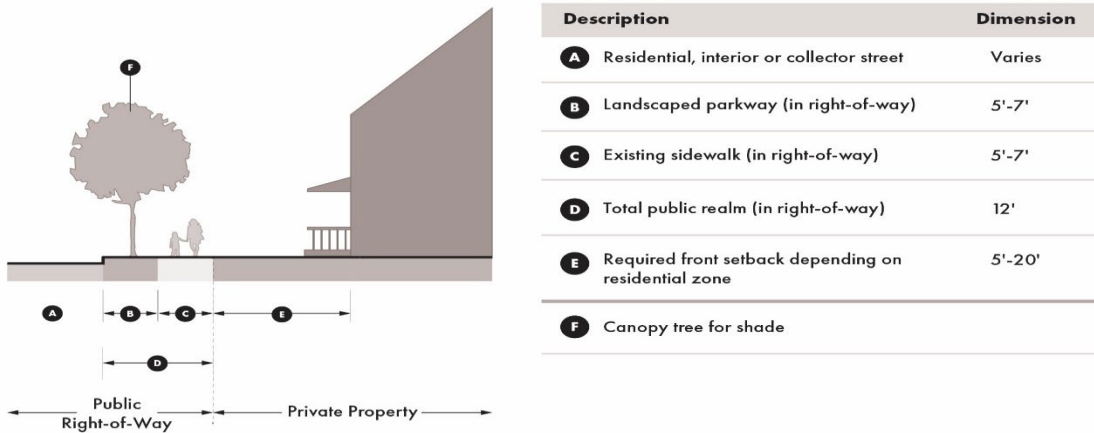 F
A
B
C
E
D
Public
Right-of-Way
Private Property
Description Dimension
A Residential, interior or collector street Varies
B Landscaped parkway (in right-of-way) 5'-7'
C Existing sidewalk (in right-of-way) 5'-7'
D Total public realm (in right-of-way) 12'
E Required front setback depending on 5'-20'
residential zone
F Canopy tree for shade